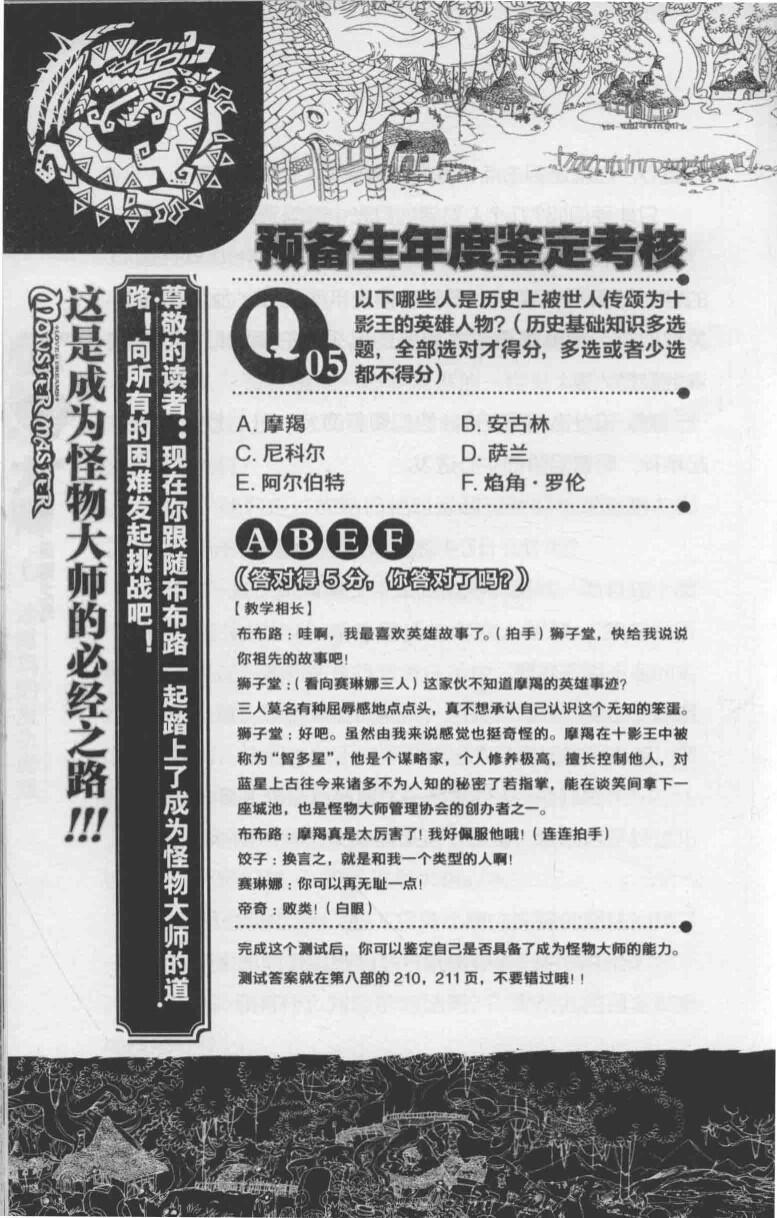 预备生年度鉴定考核
Q 05
以下哪些人是历史上被世人传颂为十
影王的英雄人物？（历史基础知识多选
题，全部选对才得分，多选或者少选
都不得分）
A. 摩羯
B. 安古林
C. 尼科尔
D. 萨兰
E. 阿尔伯特
F. 焰角·罗伦
A B E F
（答对得5分，你答对了吗？）
【教学相长】
布布路：哇啊，我最喜欢英雄故事了。（拍手）狮子堂，快给我说说
你祖先的故事吧！
狮子堂：（看向赛琳娜三人）这家伙不知道摩羯的英雄事迹？
三人莫名有种屈辱感地点点头，真不想承认自己认识这个无知的笨蛋。
狮子堂：好吧。虽然由我来说感觉也挺奇怪的。摩羯在十影王中被
称为“智多星”，他是个谋略家，个人修养极高，擅长控制他人，对
蓝星上古往今来诸多不为人知的秘密了若指掌，能在谈笑间拿下一
座城池，也是怪物大师管理协会的创办者之一。
布布路：摩羯真是太厉害了！我好佩服他哦！（连连拍手）
饺子：换言之，就是和我一个类型的人啊！
赛琳娜：你可以再无耻一点！
帝奇：败类！（白眼）
完成这个测试后，你可以鉴定自己是否具备了成为怪物大师的能力。
测试答案就在第八部的210，211页，不要错过哦！！
尊敬的读者：现在你跟随布布路一起踏上了成为怪物大师的道
路！向所有的困难发起挑战吧！
这是成为怪物大师的必经之路!!!
MONSTER MASTER